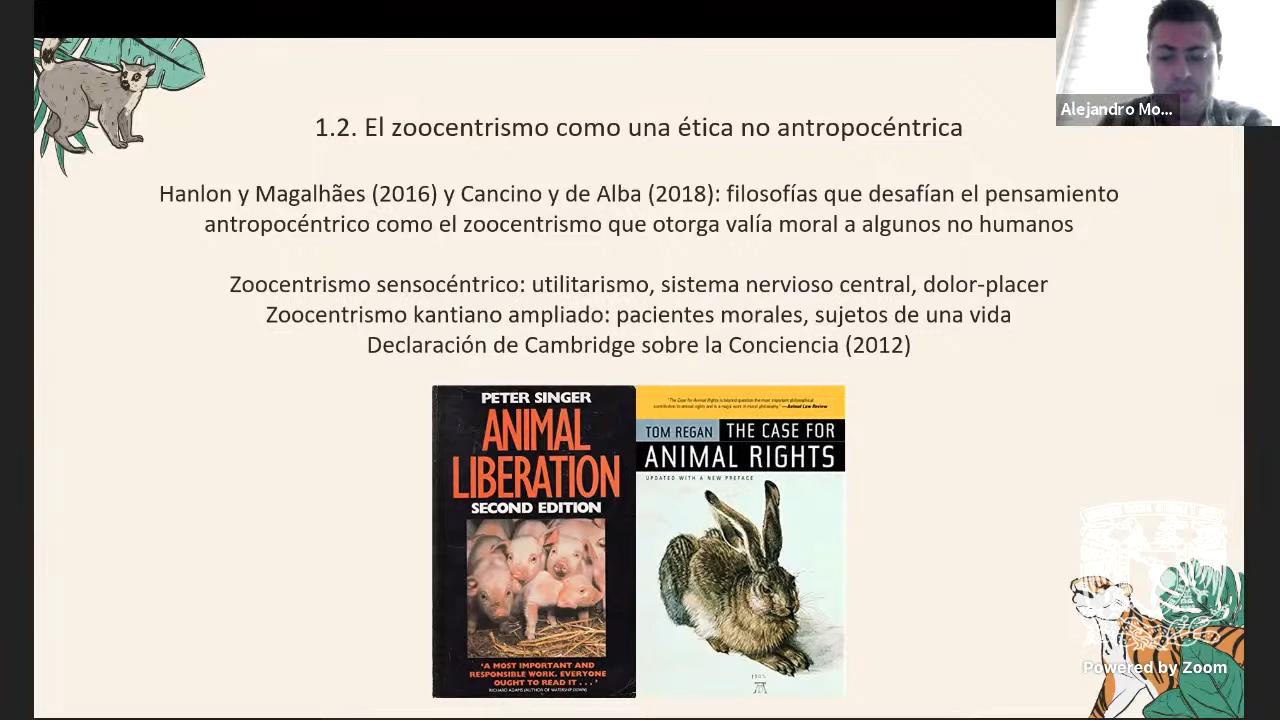 Alejandro Mo...
1.2. El zoocentrismo como una ética no antropocéntrica
Hanlon y Magalhães (2016) y Cancino y de Alba (2018): filosofías que desafían el pensamiento
antropocéntrico como el zoocentrismo que otorga valía moral a algunos no humanos
Zoocentrismo sensocéntrico: utilitarismo, sistema nervioso central, dolor-placer
Zoocentrismo kantiano ampliado: pacientes morales, sujetos de una vida
Declaración de Cambridge sobre la Conciencia (2012)
PETER SINGER
ANIMAL
LIBERATION
SECOND EDITION
'A MOST IMPORTANT AND
RESPONSIBLE WORK. EVERYONE
OUGHT TO READ IT . . .'
RICHARD ADAMS (AUTHOR OF WATERSHIP DOWN)
"The Case for Animal Rights is beyond question the most important philosophical
contribution to animal rights and is a major work in moral philosophy." —Animal Law Review
TOM REGAN THE CASE FOR
ANIMAL RIGHTS
UPDATED WITH A NEW PREFACE
Powered by Zoom